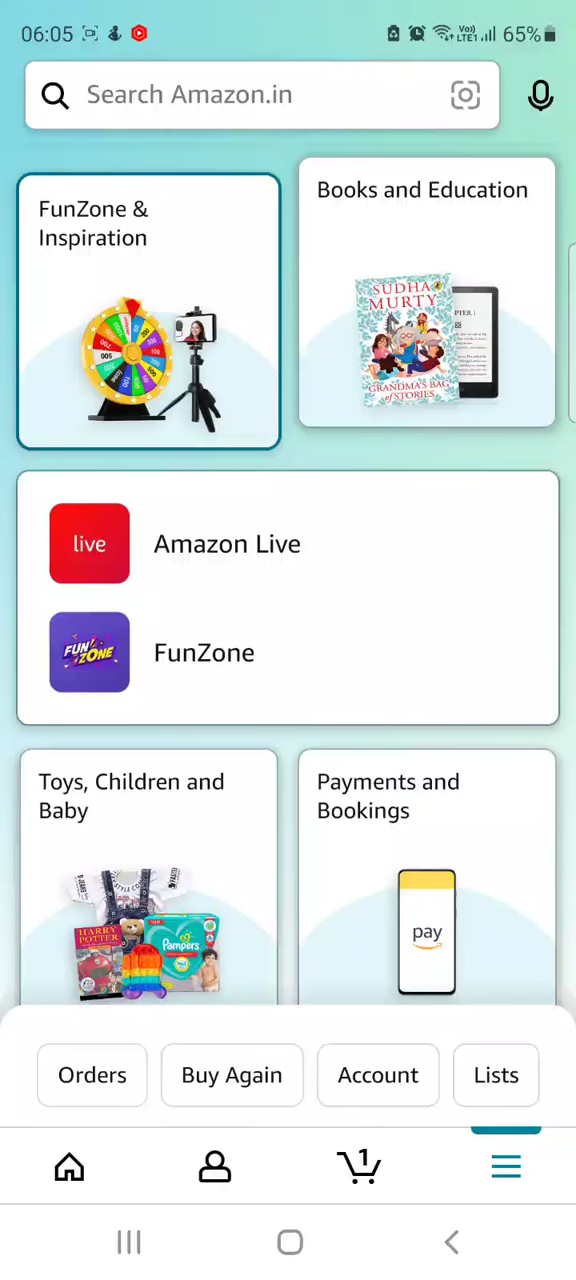 06:05
Vo)
LTE1
65%
Search Amazon.in
FunZone &
Inspiration
Books and Education
SUDHA
MURTY
GRANDMA'S BAG
of STORIES
Amazon Live
live
FunZone
FUN
ZONE
Toys, Children and
Baby
HARRY
POTTER
Pampers
Payments and
Bookings
pay
Orders
Buy Again
Account
Lists
1